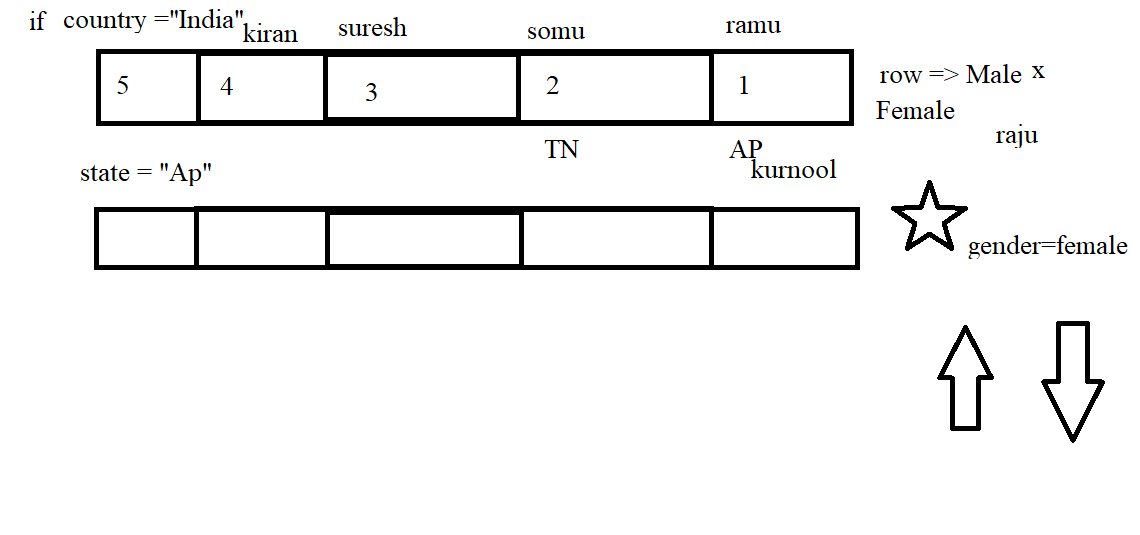 if country ="India"
kiran
suresh
somu
ramu
5
4
3
2
1
row => Male x
Female
raju
TN
AP
kurnool
state = "Ap"
gender=female